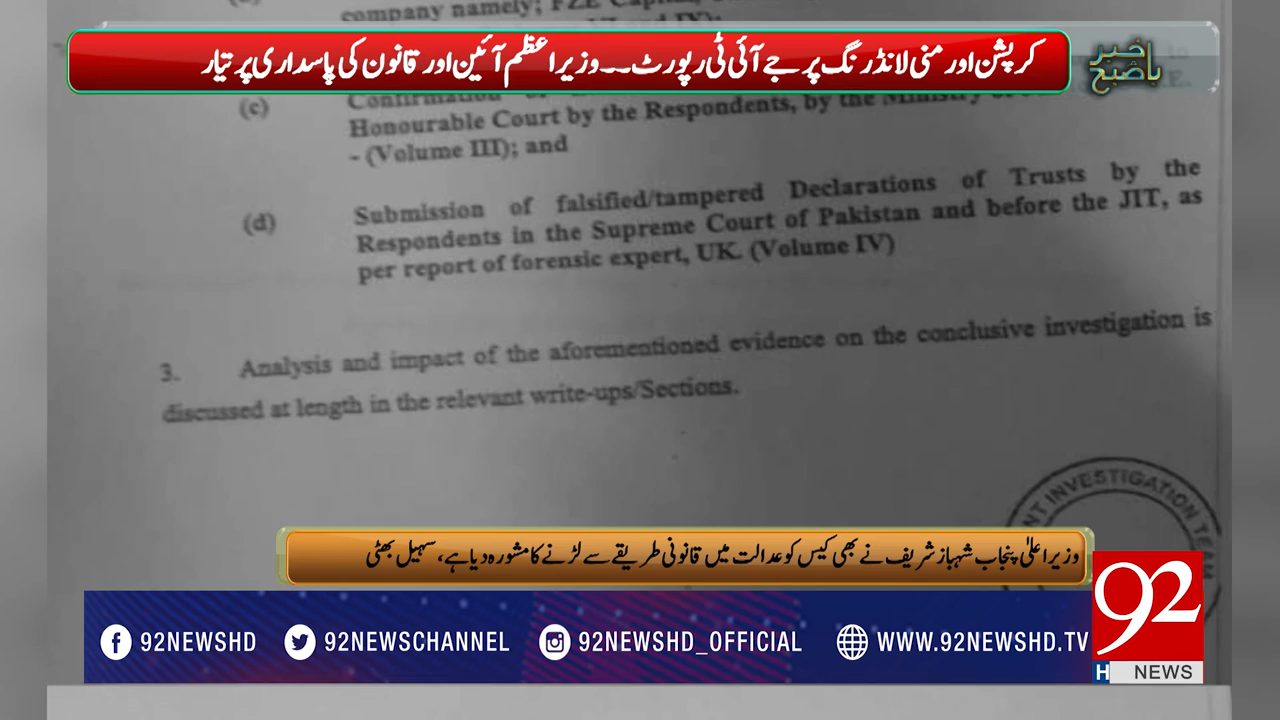 company namely; FZE Capital,
کرپشن اور منی لانڈرنگ پر جے آئی ٹی رپورٹ۔۔وزیراعظم آئین اور قانون کی پاسداری پر تیار
باخبر صبح
(c) Confirmation of
Honourable Court by the Respondents, by the Ministry of
- (Volume III); and
(d) Submission of falsified/tampered Declarations of Trusts by the
Respondents in the Supreme Court of Pakistan and before the JIT, as
per report of forensic expert, UK. (Volume IV)
3. Analysis and impact of the aforementioned evidence on the conclusive investigation is
discussed at length in the relevant write-ups/Sections.
INVESTIGATION TEAM
وزیراعلیٰ پنجاب شہباز شریف نے بھی کیس کو عدالت میں قانونی طریقے سے لڑنے کا مشورہ دیا ہے، سہیل بھٹی
92NEWSHD 92NEWSCHANNEL 92NEWSHD_OFFICIAL WWW.92NEWSHD.TV
92
HD NEWS